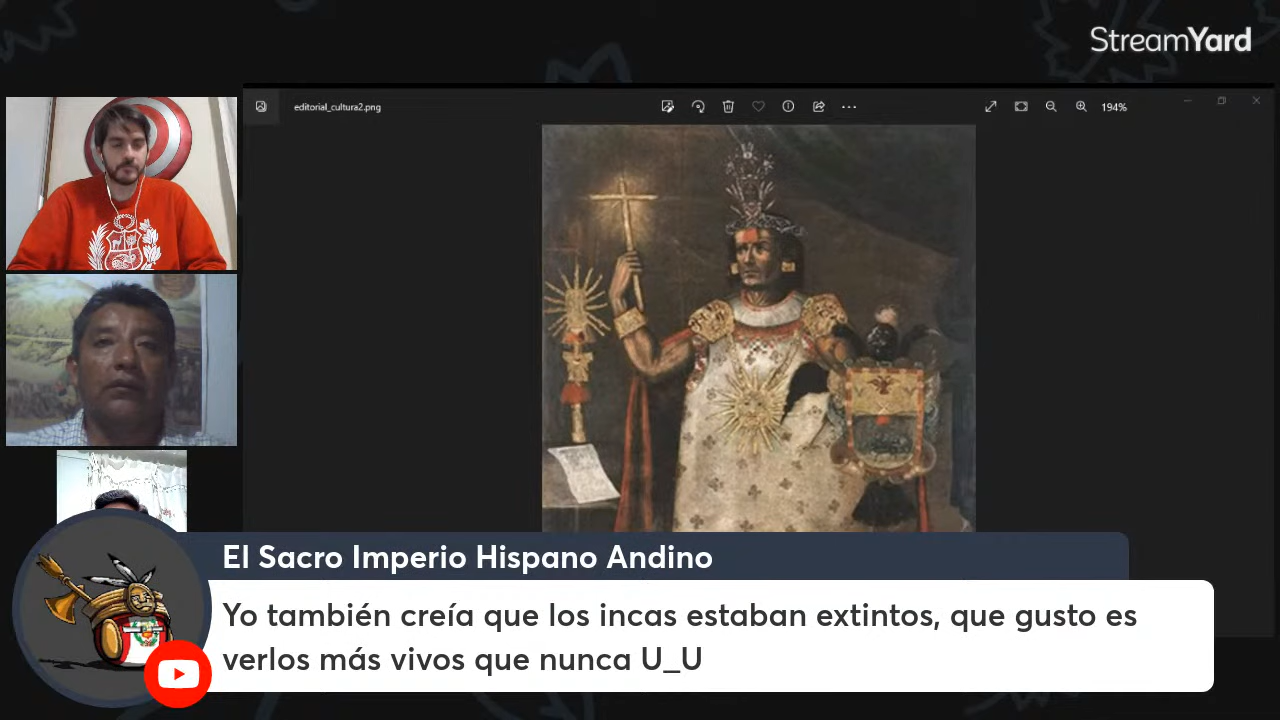 StreamYard
editorial_cultura2.png
194%
El Sacro Imperio Hispano Andino
Yo también creía que los incas estaban extintos, que gusto es
verlos más vivos que nunca U_U